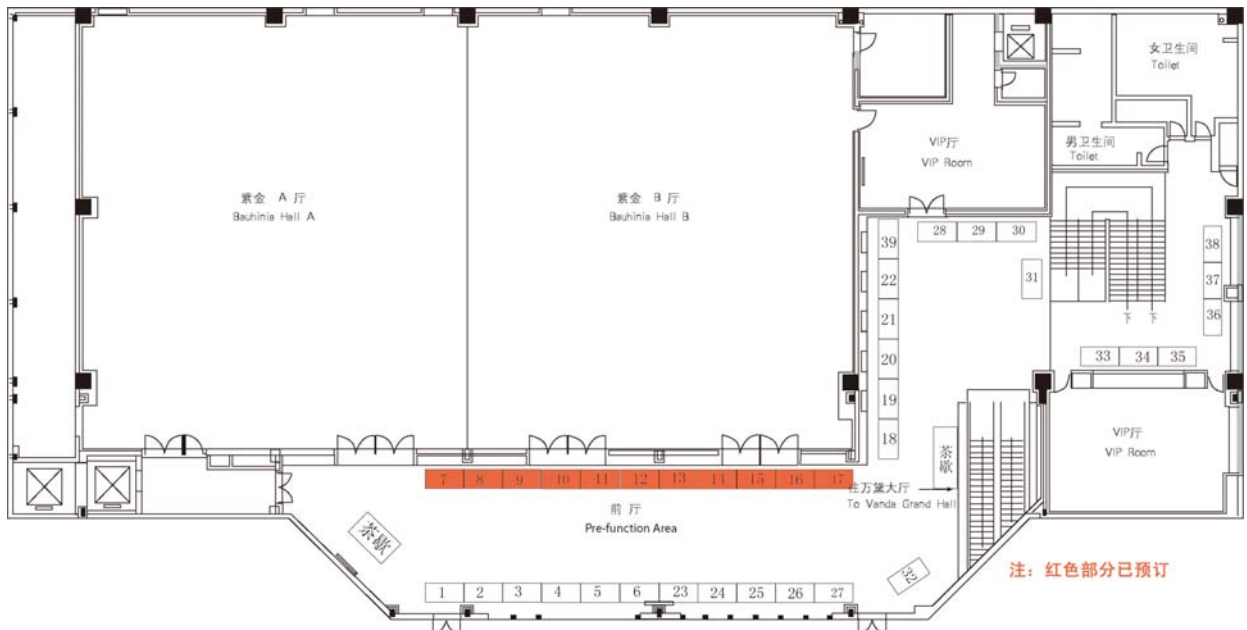 女卫生间
Toilet
男卫生间
Toilet
VIP厅
VIP Room
紫金 A 厅
Bauhinia Hall A
紫金 B 厅
Bauhinia Hall B
28 29 30
39
22
21
20
19
18
31
38
37
36
下 下
33 34 35
VIP厅
VIP Room
茶歇
7 8 9 10 11 12 13 14 15 16 17
往万黛大厅
To Vanda Grand Hall
前厅
Pre-function Area
茶歇
32
注：红色部分已预订
1 2 3 4 5 6 23 24 25 26 27